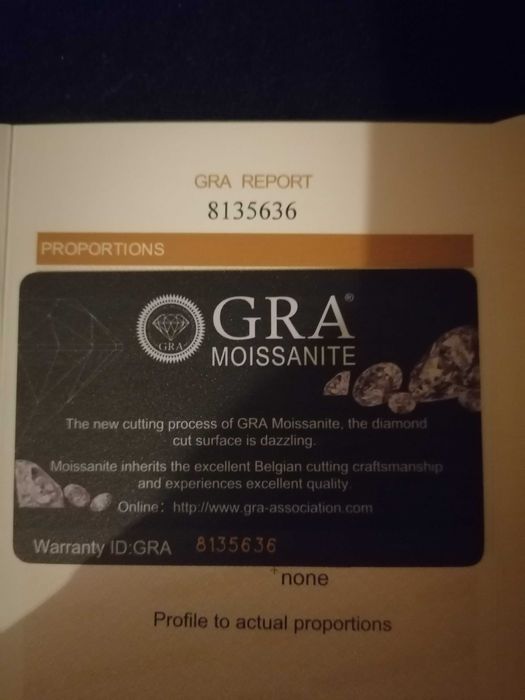 GRA REPORT
8135636
PROPORTIONS
GRA
GRA®
MOISSANITE
The new cutting process of GRA Moissanite, the diamond
cut surface is dazzling.
Moissanite inherits the excellent Belgian cutting craftsmanship
and experiences excellent quality
Online: http://www.gra-association.com
Warranty ID:GRA 8135636
none
Profile to actual proportions